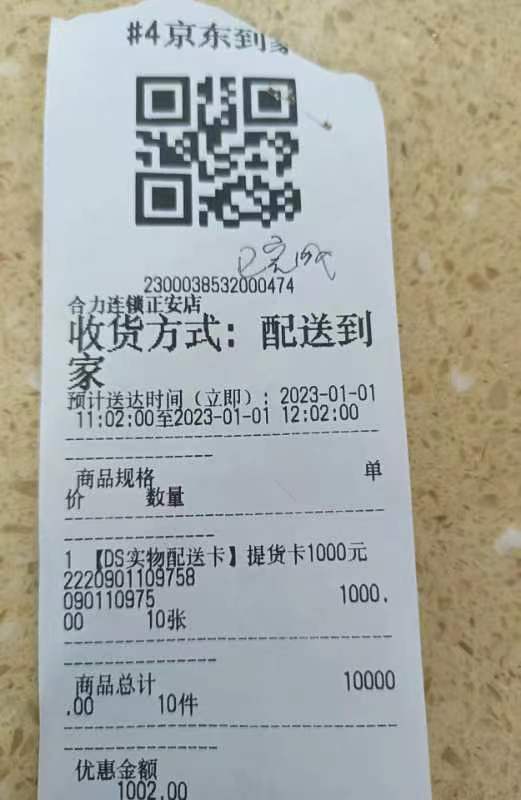 #4京东到家
已完成
2300038532000474
合力连锁正安店
收货方式：配送到
家
预计送达时间（立即）：2023-01-01
11:02:00至2023-01-01 12:02:00
--------------------------------
---------------
商品规格 单
价 数量
--------------------------------
---------------
1 【DS实物配送卡】提货卡1000元
2220901109758
090110975 1000.
00 10张
--------------------------------
---------------
商品总计 10000
.00 10件
--------------------------------
---------------
优惠金额
1002.00